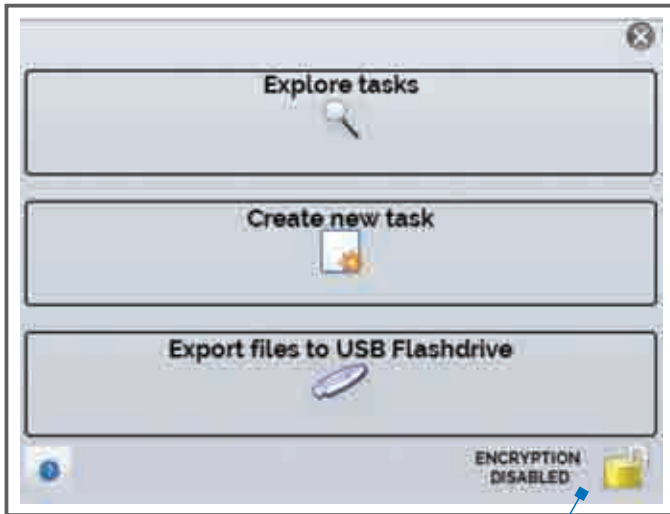 Explore tasks
Create new task
Export files to USB Flashdrive
ENCRYPTION
DISABLED